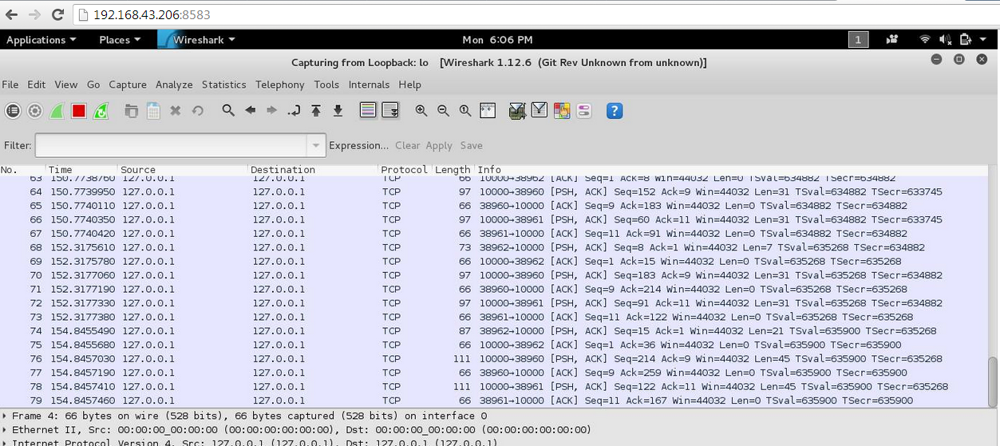 192.168.43.206:8583
Applications Places Wireshark Mon 6:06 PM 1
Capturing from Loopback: lo [Wireshark 1.12.6 (Git Rev Unknown from unknown)]
File Edit View Go Capture Analyze Statistics Telephony Tools Internals Help
Filter: Expression... Clear Apply Save
No. Time Source Destination Protocol Length Info
63 150.7738760 127.0.0.1 127.0.0.1 TCP 66 10000→38962 [ACK] Seq=1 Ack=8 Win=44032 Len=0 TSval=634882 TSecr=634882
64 150.7739950 127.0.0.1 127.0.0.1 TCP 97 10000→38960 [PSH, ACK] Seq=152 Ack=9 Win=44032 Len=31 TSval=634882 TSecr=633745
65 150.7740110 127.0.0.1 127.0.0.1 TCP 66 38960→10000 [ACK] Seq=9 Ack=183 Win=44032 Len=0 TSval=634882 TSecr=634882
66 150.7740350 127.0.0.1 127.0.0.1 TCP 97 10000→38961 [PSH, ACK] Seq=60 Ack=11 Win=44032 Len=31 TSval=634882 TSecr=633745
67 150.7740420 127.0.0.1 127.0.0.1 TCP 66 38961→10000 [ACK] Seq=11 Ack=91 Win=44032 Len=0 TSval=634882 TSecr=634882
68 152.3175610 127.0.0.1 127.0.0.1 TCP 73 38962→10000 [PSH, ACK] Seq=8 Ack=1 Win=44032 Len=7 TSval=635268 TSecr=634882
69 152.3175780 127.0.0.1 127.0.0.1 TCP 66 10000→38962 [ACK] Seq=1 Ack=15 Win=44032 Len=0 TSval=635268 TSecr=635268
70 152.3177060 127.0.0.1 127.0.0.1 TCP 97 10000→38960 [PSH, ACK] Seq=183 Ack=9 Win=44032 Len=31 TSval=635268 TSecr=634882
71 152.3177190 127.0.0.1 127.0.0.1 TCP 66 38960→10000 [ACK] Seq=9 Ack=214 Win=44032 Len=0 TSval=635268 TSecr=635268
72 152.3177330 127.0.0.1 127.0.0.1 TCP 97 10000→38961 [PSH, ACK] Seq=91 Ack=11 Win=44032 Len=31 TSval=635268 TSecr=634882
73 152.3177380 127.0.0.1 127.0.0.1 TCP 66 38961→10000 [ACK] Seq=11 Ack=122 Win=44032 Len=0 TSval=635268 TSecr=635268
74 154.8455490 127.0.0.1 127.0.0.1 TCP 87 38962→10000 [PSH, ACK] Seq=15 Ack=1 Win=44032 Len=21 TSval=635900 TSecr=635268
75 154.8455680 127.0.0.1 127.0.0.1 TCP 66 10000→38962 [ACK] Seq=1 Ack=36 Win=44032 Len=0 TSval=635900 TSecr=635900
76 154.8457030 127.0.0.1 127.0.0.1 TCP 111 10000→38960 [PSH, ACK] Seq=214 Ack=9 Win=44032 Len=45 TSval=635900 TSecr=635268
77 154.8457190 127.0.0.1 127.0.0.1 TCP 66 38960→10000 [ACK] Seq=9 Ack=259 Win=44032 Len=0 TSval=635900 TSecr=635900
78 154.8457410 127.0.0.1 127.0.0.1 TCP 111 10000→38961 [PSH, ACK] Seq=122 Ack=11 Win=44032 Len=45 TSval=635900 TSecr=635268
79 154.8457460 127.0.0.1 127.0.0.1 TCP 66 38961→10000 [ACK] Seq=11 Ack=167 Win=44032 Len=0 TSval=635900 TSecr=635900
Frame 4: 66 bytes on wire (528 bits), 66 bytes captured (528 bits) on interface 0
Ethernet II, Src: 00:00:00_00:00:00 (00:00:00:00:00:00), Dst: 00:00:00_00:00:00 (00:00:00:00:00:00)
Internet Protocol Version 4, Src: 127.0.0.1 (127.0.0.1), Dst: 127.0.0.1 (127.0.0.1)